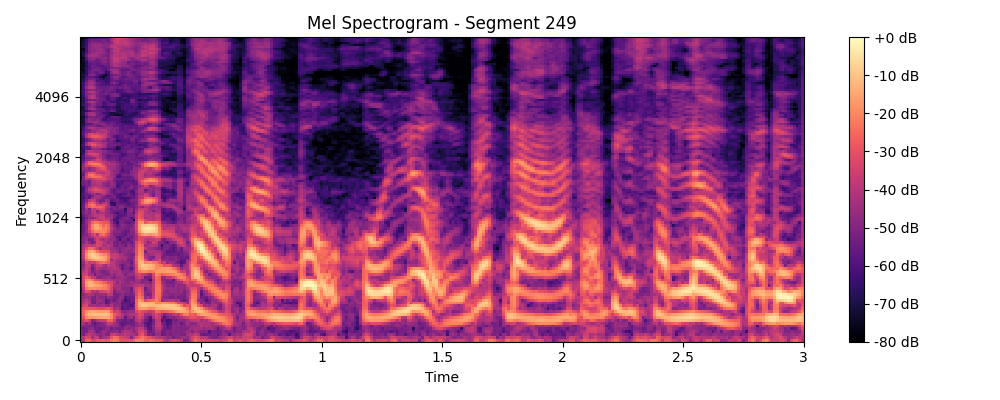 Mel Spectrogram - Segment 249
Frequency
4096
2048
1024
512
0
0
0.5
1
1.5
2
2.5
3
Time
+0 dB
-10 dB
-20 dB
-30 dB
-40 dB
-50 dB
-60 dB
-70 dB
-80 dB